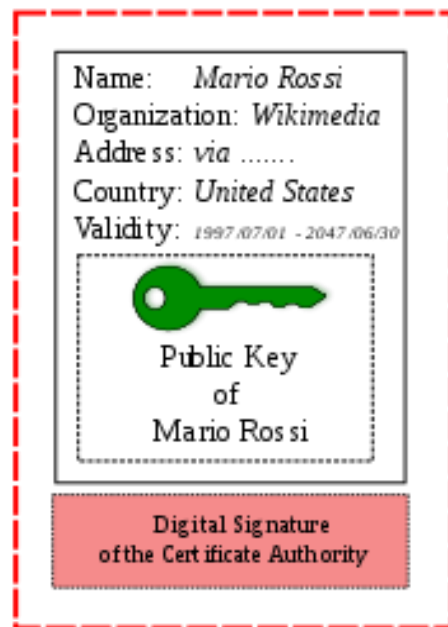 Name: Mario Rossi
Organization: Wikimedia
Address: via .......
Country: United States
Validity: 1997/07/01 - 2047/06/30
Public Key
of
Mario Rossi
Digital Signature
of the Certificate Authority